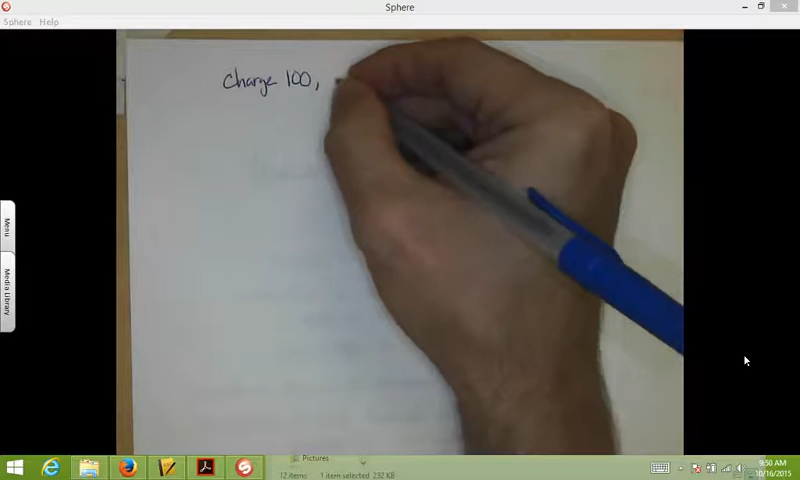 Sphere
Sphere Help
Charge 100,
Menu
Media Library
Pictures
12 items 1 item selected 232 KB
9:50 AM
10/16/2015